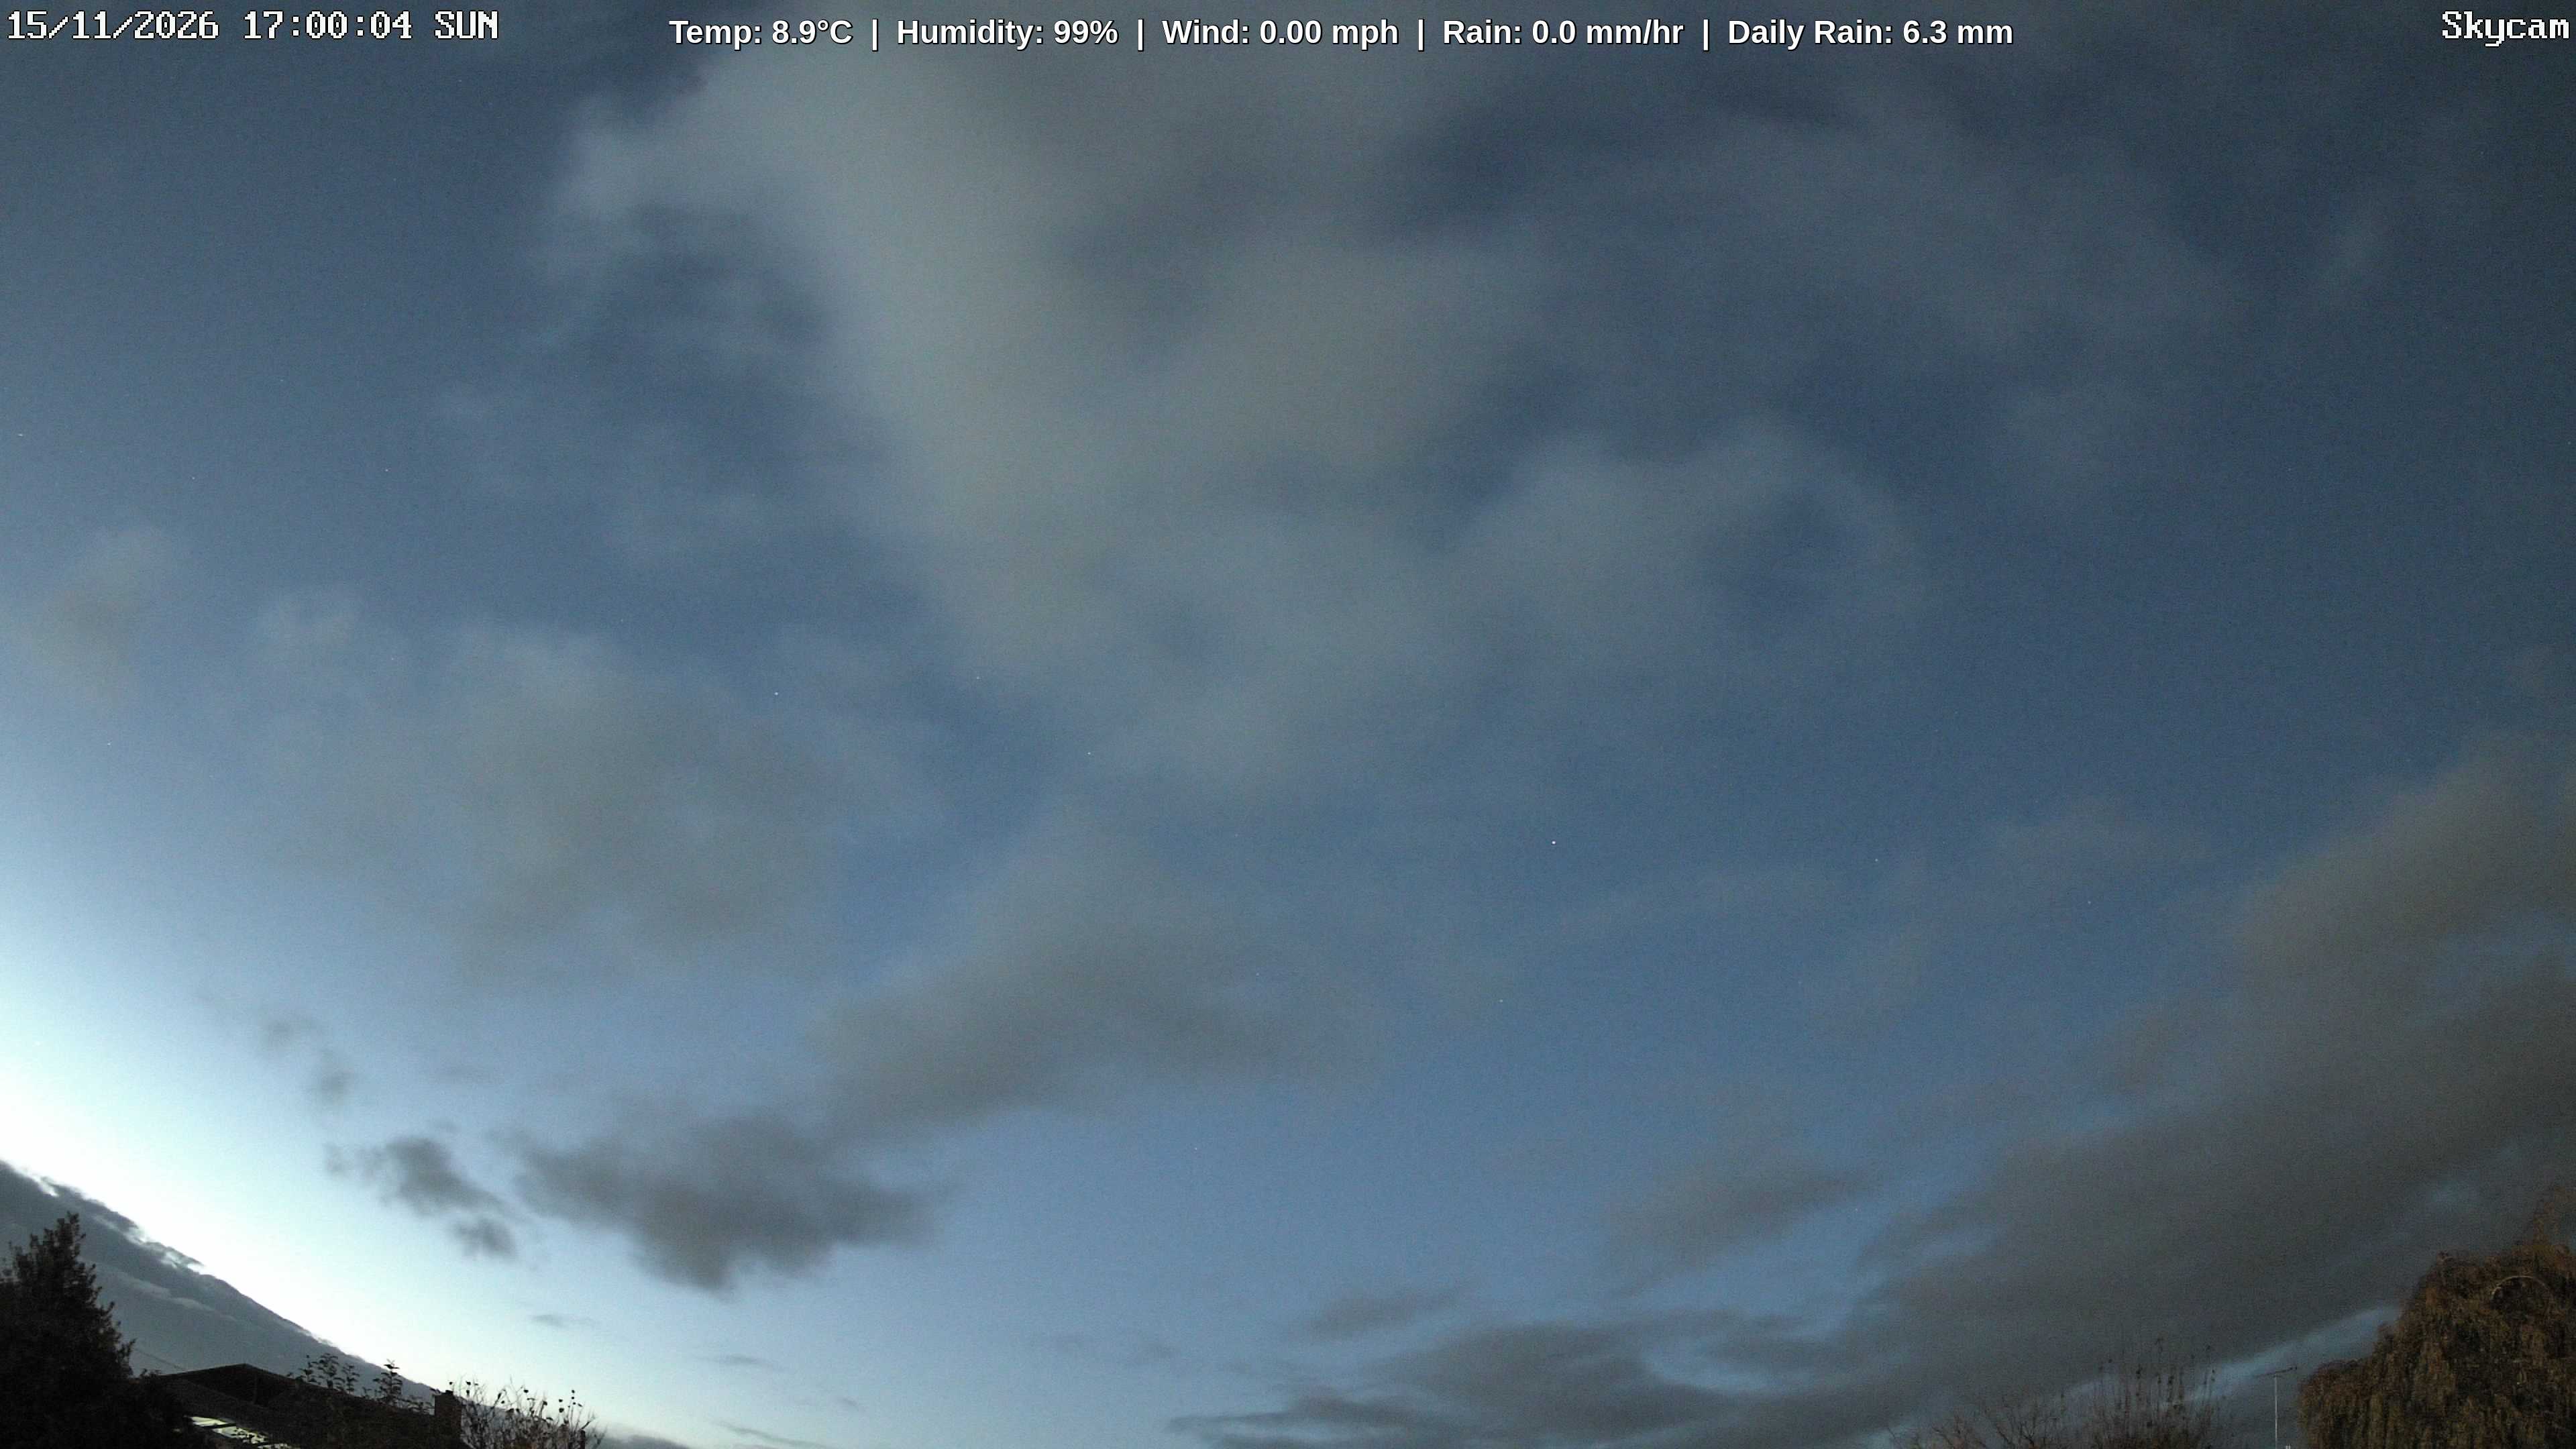 15/11/2026 17:00:04 SUN
Temp: 8.9°C | Humidity: 99% | Wind: 0.00 mph | Rain: 0.0 mm/hr | Daily Rain: 6.3 mm
Skycam